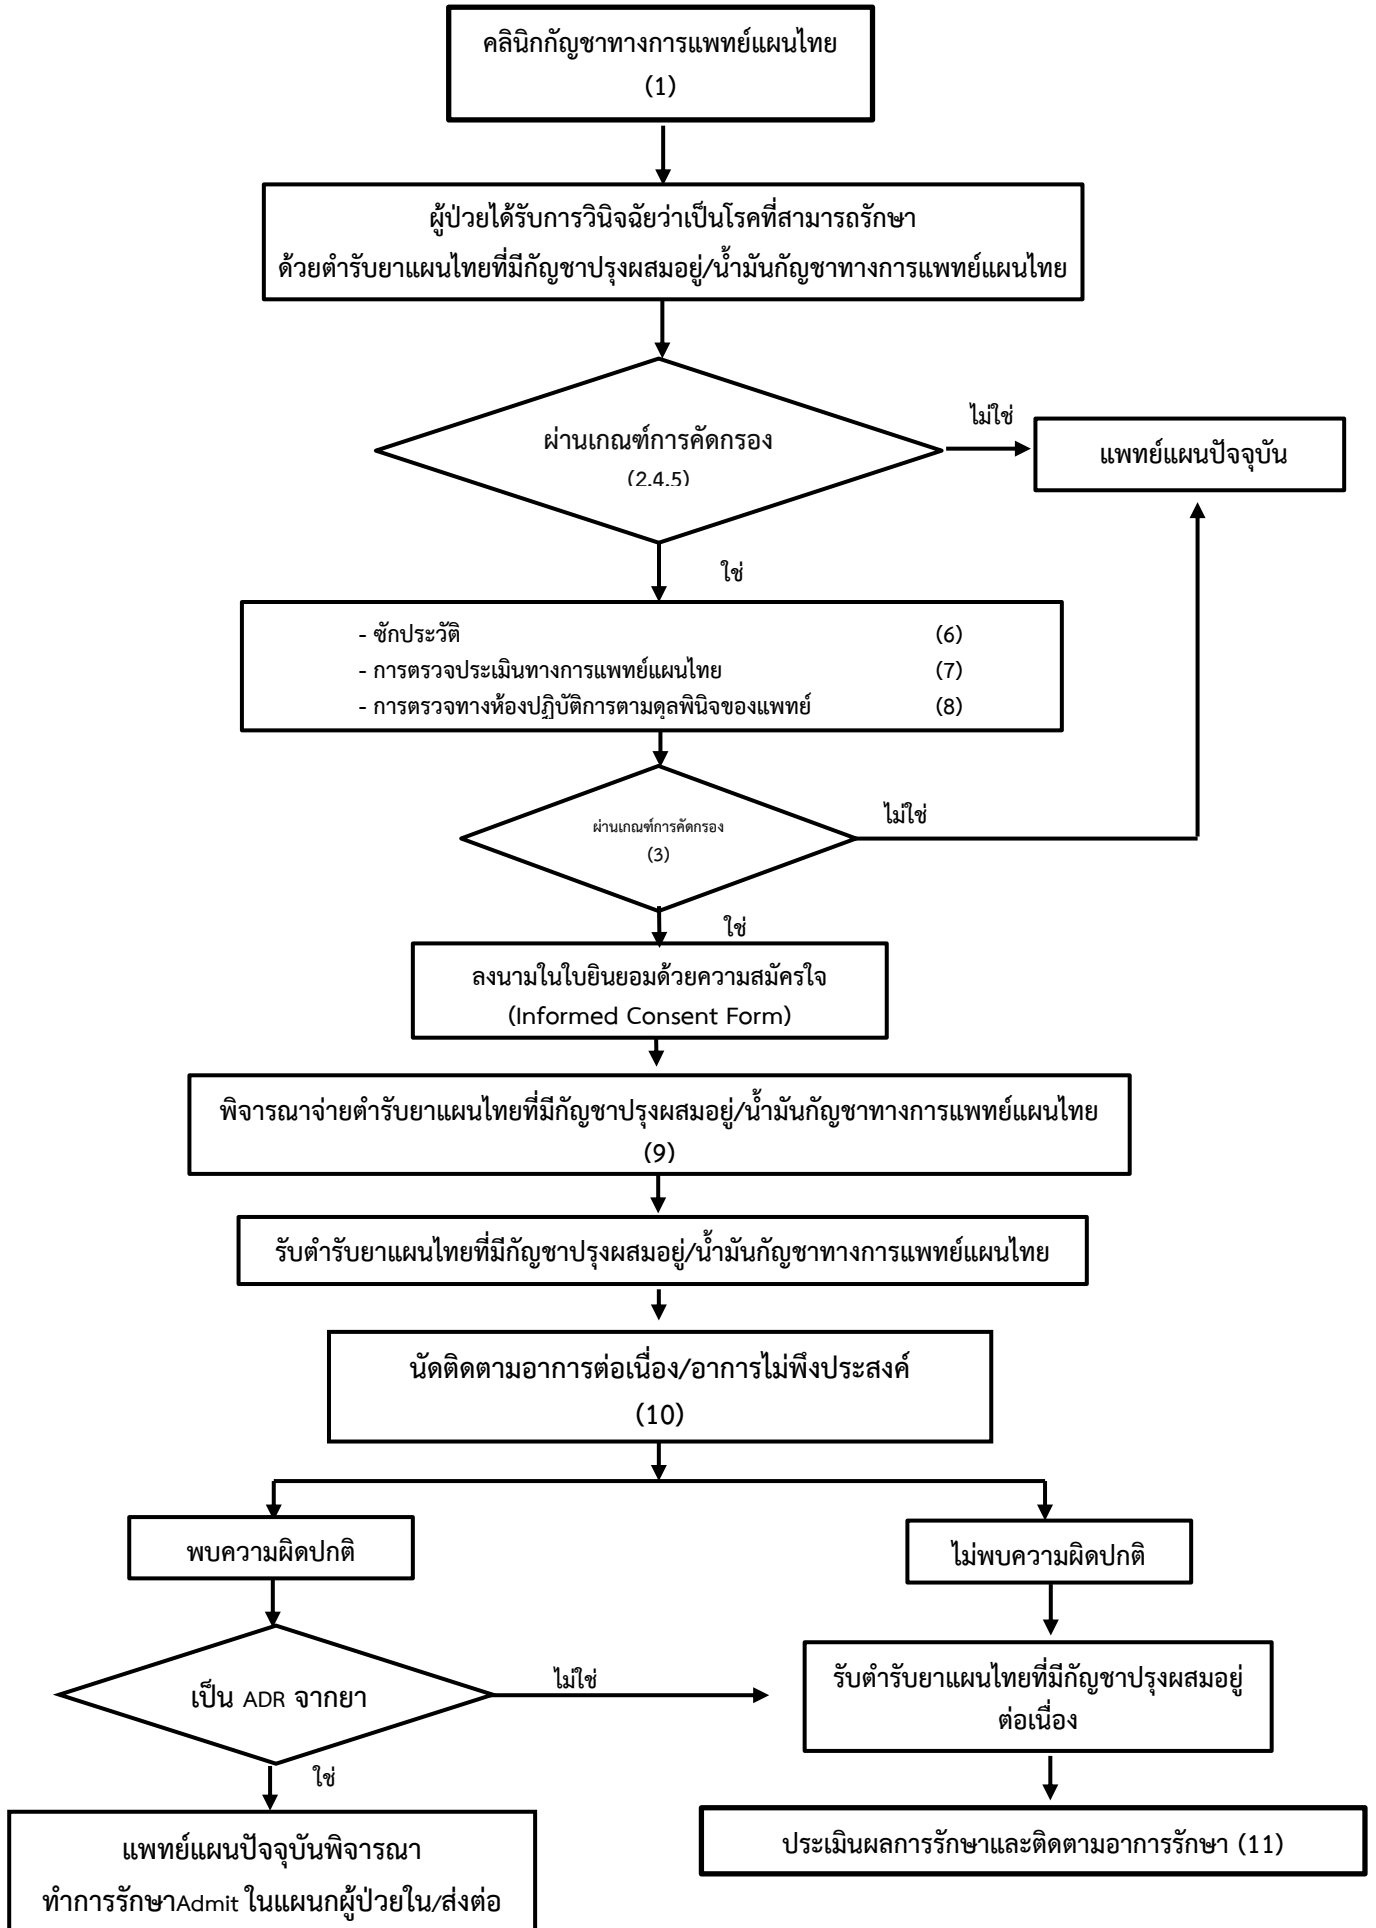 คลินิกกัญชาทางการแพทย์แผนไทย
(1)
ผู้ป่วยได้รับการวินิจฉัยว่าเป็นโรคที่สามารถรักษา
ด้วยตำรับยาแผนไทยที่มีกัญชาปรุงผสมอยู่/น้ำมันกัญชาทางการแพทย์แผนไทย
ผ่านเกณฑ์การคัดกรอง
(2,4,5)
ไม่ใช่
แพทย์แผนปัจจุบัน
ใช่
- ซักประวัติ (6)
- การตรวจประเมินทางการแพทย์แผนไทย (7)
- การตรวจทางห้องปฏิบัติการตามดุลพินิจของแพทย์ (8)
ผ่านเกณฑ์การคัดกรอง
(3)
ไม่ใช่
ใช่
ลงนามในใบยินยอมด้วยความสมัครใจ
(Informed Consent Form)
พิจารณาจ่ายตำรับยาแผนไทยที่มีกัญชาปรุงผสมอยู่/น้ำมันกัญชาทางการแพทย์แผนไทย
(9)
รับตำรับยาแผนไทยที่มีกัญชาปรุงผสมอยู่/น้ำมันกัญชาทางการแพทย์แผนไทย
นัดติดตามอาการต่อเนื่อง/อาการไม่พึงประสงค์
(10)
พบความผิดปกติ
ไม่พบความผิดปกติ
เป็น ADR จากยา
ไม่ใช่
รับตำรับยาแผนไทยที่มีกัญชาปรุงผสมอยู่
ต่อเนื่อง
ใช่
แพทย์แผนปัจจุบันพิจารณา
ทำการรักษาAdmit ในแผนกผู้ป่วยใน/ส่งต่อ
ประเมินผลการรักษาและติดตามอาการรักษา (11)